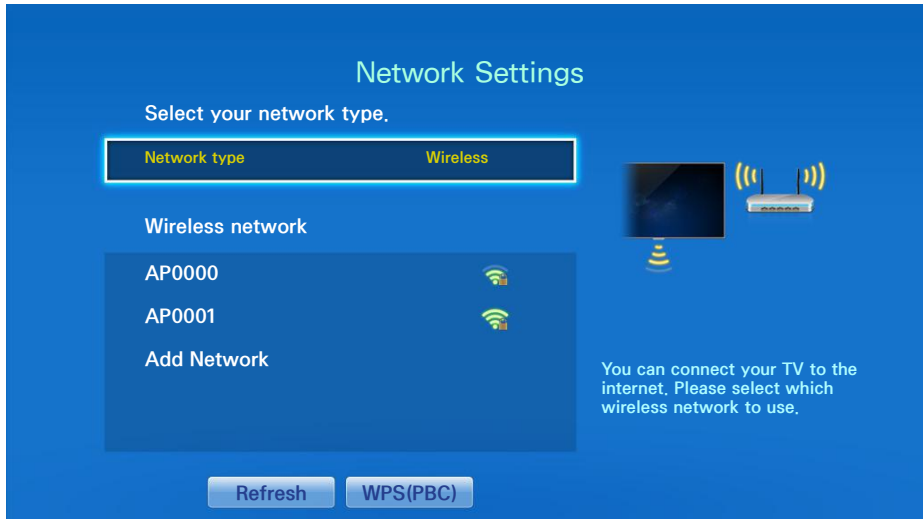 Network Settings
Select your network type.
Network type Wireless
Wireless network
AP0000
AP0001
Add Network
You can connect your TV to the
internet. Please select which
wireless network to use.
Refresh WPS(PBC)